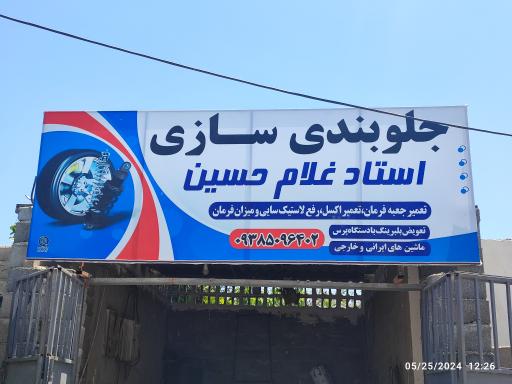 جلوبندی سازی
استاد غلام حسین
تعمیر جعبه فرمان،تعمیر اکسل،رفع لاستیک سایی و میزان فرمان
تعویض بلبرینگ با دستگاه پرس
۰۹۳۸۵۰۹۶۴۰۲
ماشین های ایرانی و خارجی
05/25/2024 12:26